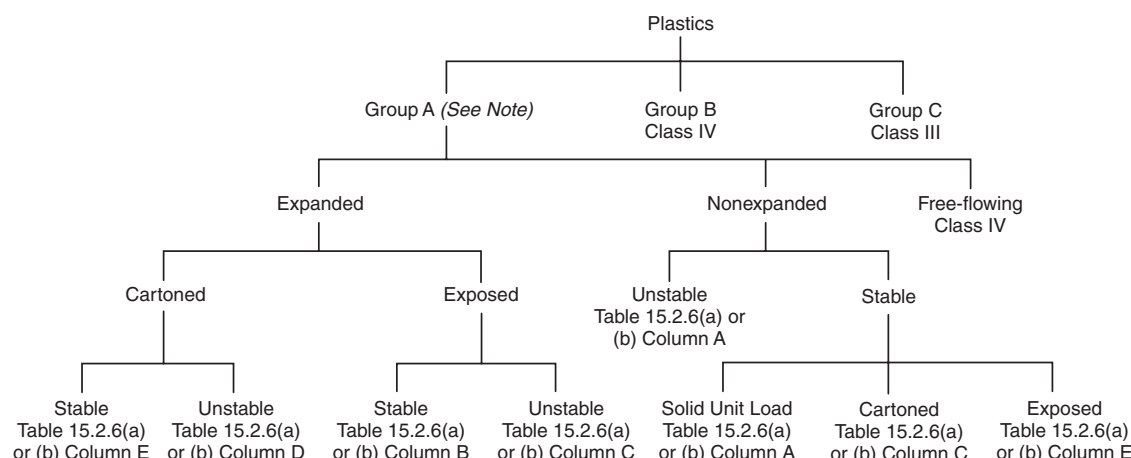 Plastics
Group A (See Note)
Group B
Class IV
Group C
Class III
Expanded
Nonexpanded
Free-flowing
Class IV
Cartoned
Exposed
Unstable
Table 15.2.6(a) or
(b) Column A
Stable
Stable
Table 15.2.6(a)
or (b) Column E
Unstable
Table 15.2.6(a)
or (b) Column D
Stable
Table 15.2.6(a)
or (b) Column B
Unstable
Table 15.2.6(a)
or (b) Column C
Solid Unit Load
Table 15.2.6(a)
or (b) Column A
Cartoned
Table 15.2.6(a)
or (b) Column C
Exposed
Table 15.2.6(a)
or (b) Column E